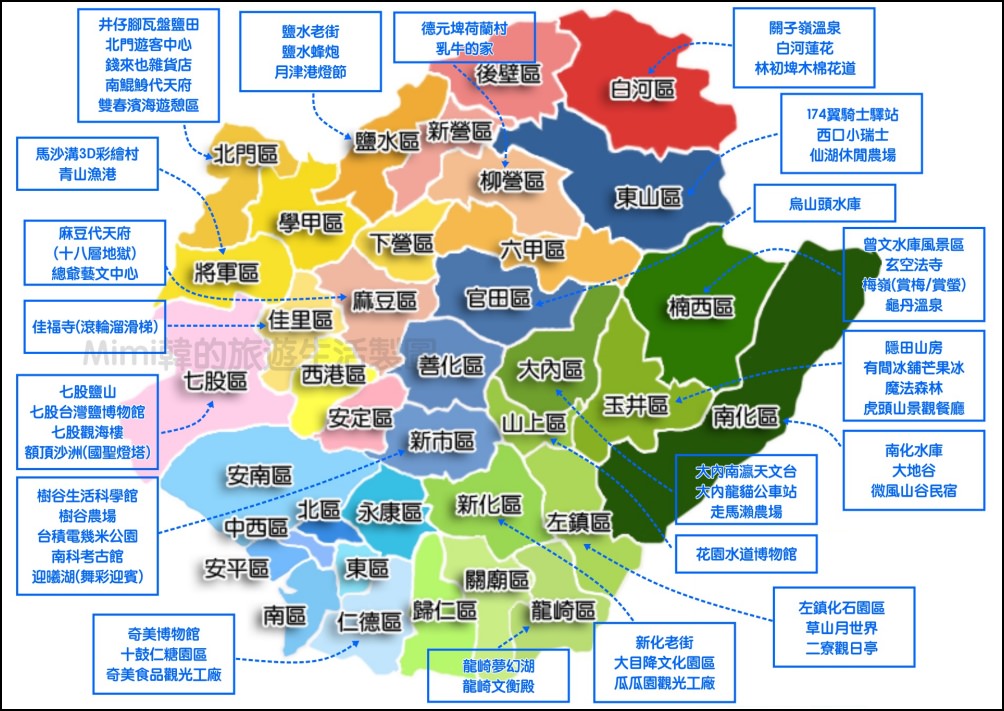 井仔腳瓦盤鹽田
北門遊客中心
錢來也雜貨店
南鯤鯓代天府
雙春濱海遊憩區
鹽水老街
鹽水蜂炮
月津港燈節
德元埤荷蘭村
乳牛的家
關子嶺溫泉
白河蓮花
林初埤木棉花道
174翼騎士驛站
西口小瑞士
仙湖休閒農場
馬沙溝3D彩繪村
青山漁港
烏山頭水庫
麻豆代天府
(十八層地獄)
總爺藝文中心
曾文水庫風景區
玄空法寺
梅嶺(賞梅/賞螢)
龜丹溫泉
佳福寺(滾輪溜滑梯)
隱田山房
有間冰舖芒果冰
魔法森林
虎頭山景觀餐廳
七股鹽山
七股台灣鹽博物館
七股觀海樓
額頂沙洲(國聖燈塔)
南化水庫
大地谷
微風山谷民宿
大內南瀛天文台
大內龍貓公車站
走馬瀨農場
樹谷生活科學館
樹谷農場
台積電幾米公園
南科考古館
迎曦湖(舞彩迎賓)
花園水道博物館
左鎮化石園區
草山月世界
二寮觀日亭
奇美博物館
十鼓仁糖園區
奇美食品觀光工廠
龍崎夢幻湖
龍崎文衡殿
新化老街
大目降文化園區
瓜瓜園觀光工廠
後壁區
白河區
北門區
鹽水區
新營區
柳營區
東山區
學甲區
下營區
六甲區
將軍區
麻豆區
官田區
楠西區
佳里區
七股區
西港區
善化區
大內區
玉井區
南化區
安定區
新市區
山上區
安南區
北區
永康區
新化區
左鎮區
中西區
安平區
東區
關廟區
南區
仁德區
歸仁區
龍崎區
Mimi韓的旅遊生活製圖